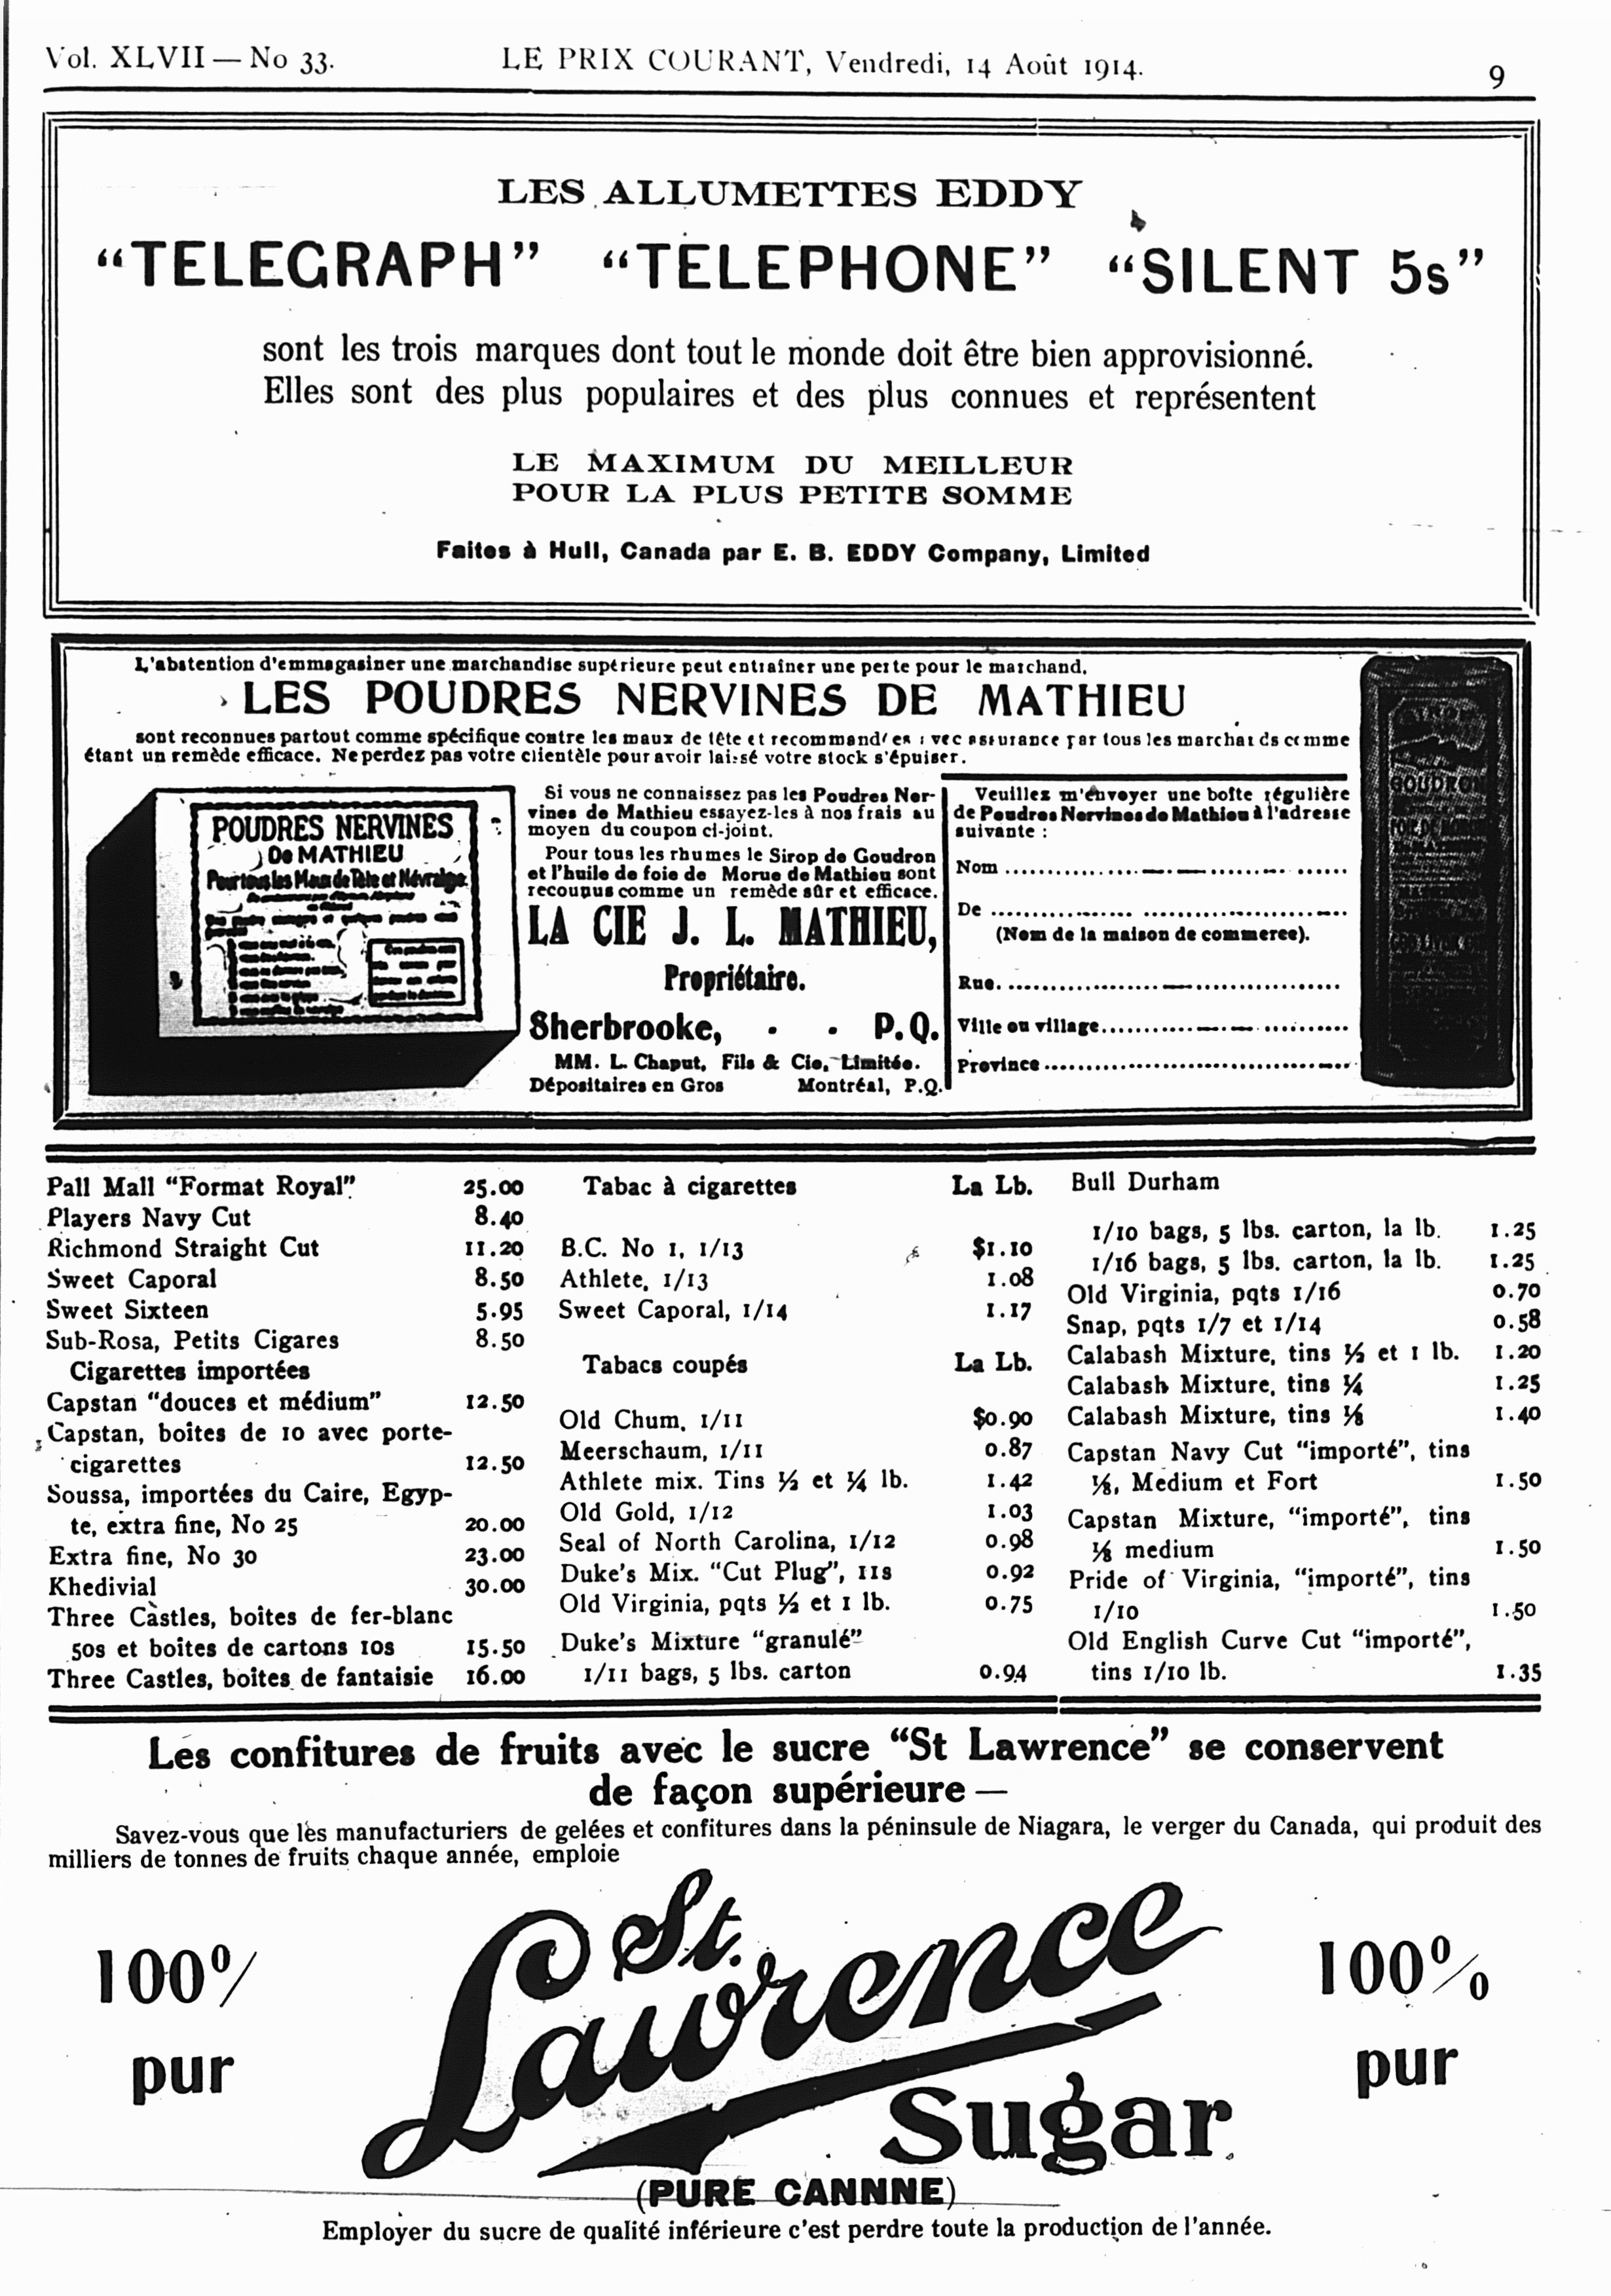 Vol. XLVII — No 33.
LE PRIX COURANT, Vendredi, 14 Août 1914.
9
LES ALLUMETTES EDDY
“TELEGRAPH” “TELEPHONE” “SILENT 5s”
sont les trois marques dont tout le monde doit être bien approvisionné.
Elles sont des plus populaires et des plus connues et représentent
LE MAXIMUM DU MEILLEUR
POUR LA PLUS PETITE SOMME
Faites à Hull, Canada par E. B. EDDY Company, Limited
L'abstention d'emmagasiner une marchandise supérieure peut entraîner une perte pour le marchand.
LES POUDRES NERVINES DE MATHIEU
sont reconnues partout comme spécifique contre les maux de tête et recommandées avec assurance par tous les marchands comme
étant un remède efficace. Ne perdez pas votre clientèle pour avoir laissé votre stock s'épuiser.
POUDRES NERVINES
De MATHIEU
Pour tous les Maux de Tête et Névralgie
Si vous ne connaissez pas les Poudres Ner-
vines de Mathieu essayez-les à nos frais au
moyen du coupon ci-joint.
Pour tous les rhumes le Sirop de Goudron
et l'huile de foie de Morue de Mathieu sont
reconnus comme un remède sûr et efficace.
LA CIE J. L. MATHIEU,
Propriétaire.
Sherbrooke, - - P.Q.
MM. L. Chaput, Fils & Cie, Limitée.
Dépositaires en Gros Montréal, P.Q.
Veuillez m'envoyer une boîte régulière
de Poudres Nervines de Mathieu à l'adresse
suivante :
Nom
De
(Nom de la maison de commerce).
Rue.
Ville ou village
Province
GOUDRON
Pall Mall “Format Royal” 25.00
Players Navy Cut 8.40
Richmond Straight Cut 11.20
Sweet Caporal 8.50
Sweet Sixteen 5.95
Sub-Rosa, Petits Cigares 8.50
Cigarettes importées
Capstan “douces et médium” 12.50
Capstan, boites de 10 avec porte-
cigarettes 12.50
Soussa, importées du Caire, Egyp-
te, extra fine, No 25 20.00
Extra fine, No 30 23.00
Khedivial 30.00
Three Castles, boites de fer-blanc
50s et boites de cartons 10s 15.50
Three Castles, boites de fantaisie 16.00
Tabac à cigarettes La Lb.
B.C. No 1, 1/13 $1.10
Athlete, 1/13 1.08
Sweet Caporal, 1/14 1.17
Tabacs coupés La Lb.
Old Chum, 1/11 $0.90
Meerschaum, 1/11 0.87
Athlete mix. Tins ½ et ¼ lb. 1.42
Old Gold, 1/12 1.03
Seal of North Carolina, 1/12 0.98
Duke's Mix. “Cut Plug”, 11s 0.92
Old Virginia, pqts ½ et 1 lb. 0.75
Duke's Mixture “granulé”
1/11 bags, 5 lbs. carton 0.94
Bull Durham
1/10 bags, 5 lbs. carton, la lb. 1.25
1/16 bags, 5 lbs. carton, la lb. 1.25
Old Virginia, pqts 1/16 0.70
Snap, pqts 1/7 et 1/14 0.58
Calabash Mixture, tins ½ et 1 lb. 1.20
Calabash Mixture, tins ¼ 1.25
Calabash Mixture, tins ⅛ 1.40
Capstan Navy Cut “importé”, tins
⅛, Medium et Fort 1.50
Capstan Mixture, “importé”, tins
⅛ medium 1.50
Pride of Virginia, “importé”, tins
1/10 1.50
Old English Curve Cut “importé”,
tins 1/10 lb. 1.35
Les confitures de fruits avec le sucre “St Lawrence” se conservent
de façon supérieure —
Savez-vous que les manufacturiers de gelées et confitures dans la péninsule de Niagara, le verger du Canada, qui produit des
milliers de tonnes de fruits chaque année, emploie
100%
pur
St. Lawrence
Sugar
100%
pur
(PURE CANNNE)
Employer du sucre de qualité inférieure c'est perdre toute la production de l'année.